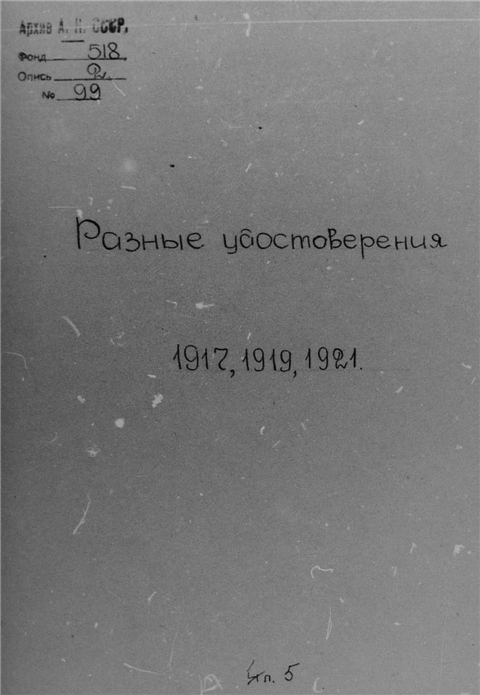 Архив А. Н. СССР.
Фонд 518.
Опись 2
№ 99
Разные удостоверения
1917, 1919, 1921.
п. 5